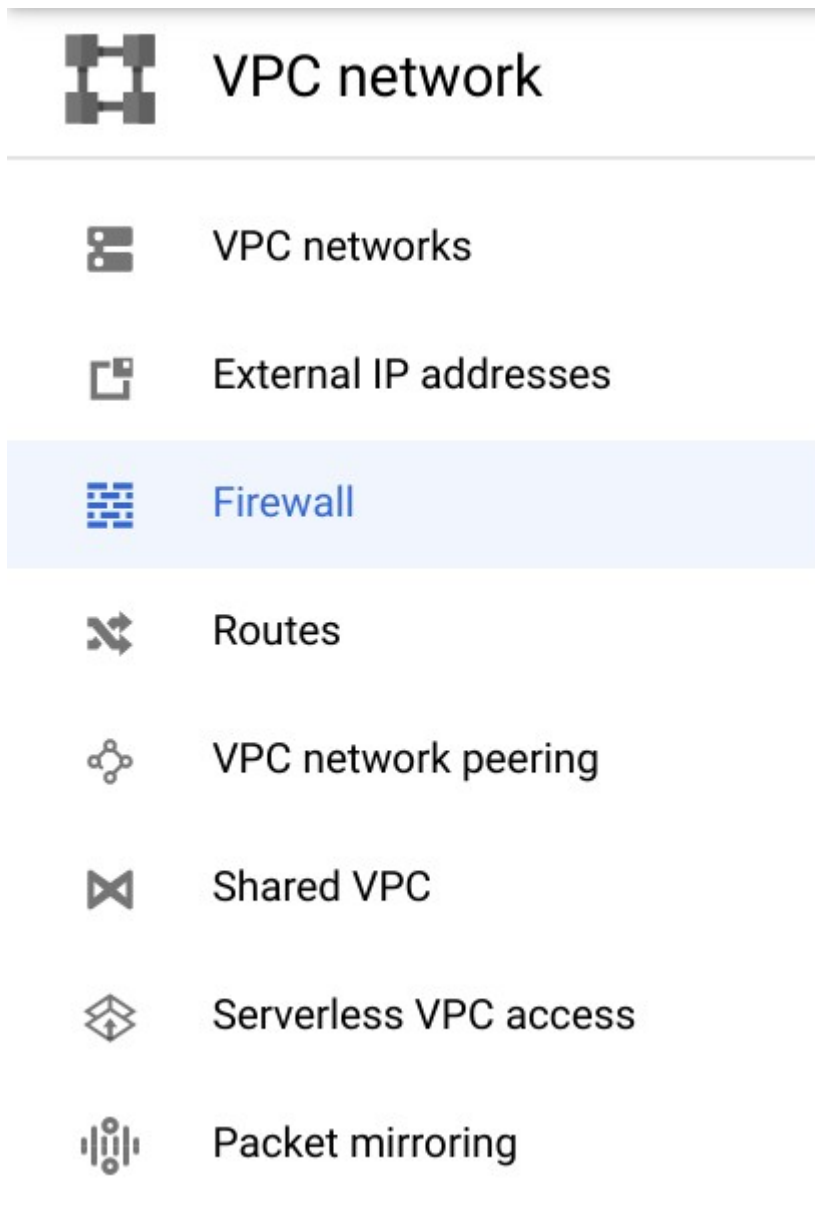 VPC network
VPC networks
External IP addresses
Firewall
Routes
VPC network peering
Shared VPC
Serverless VPC access
Packet mirroring